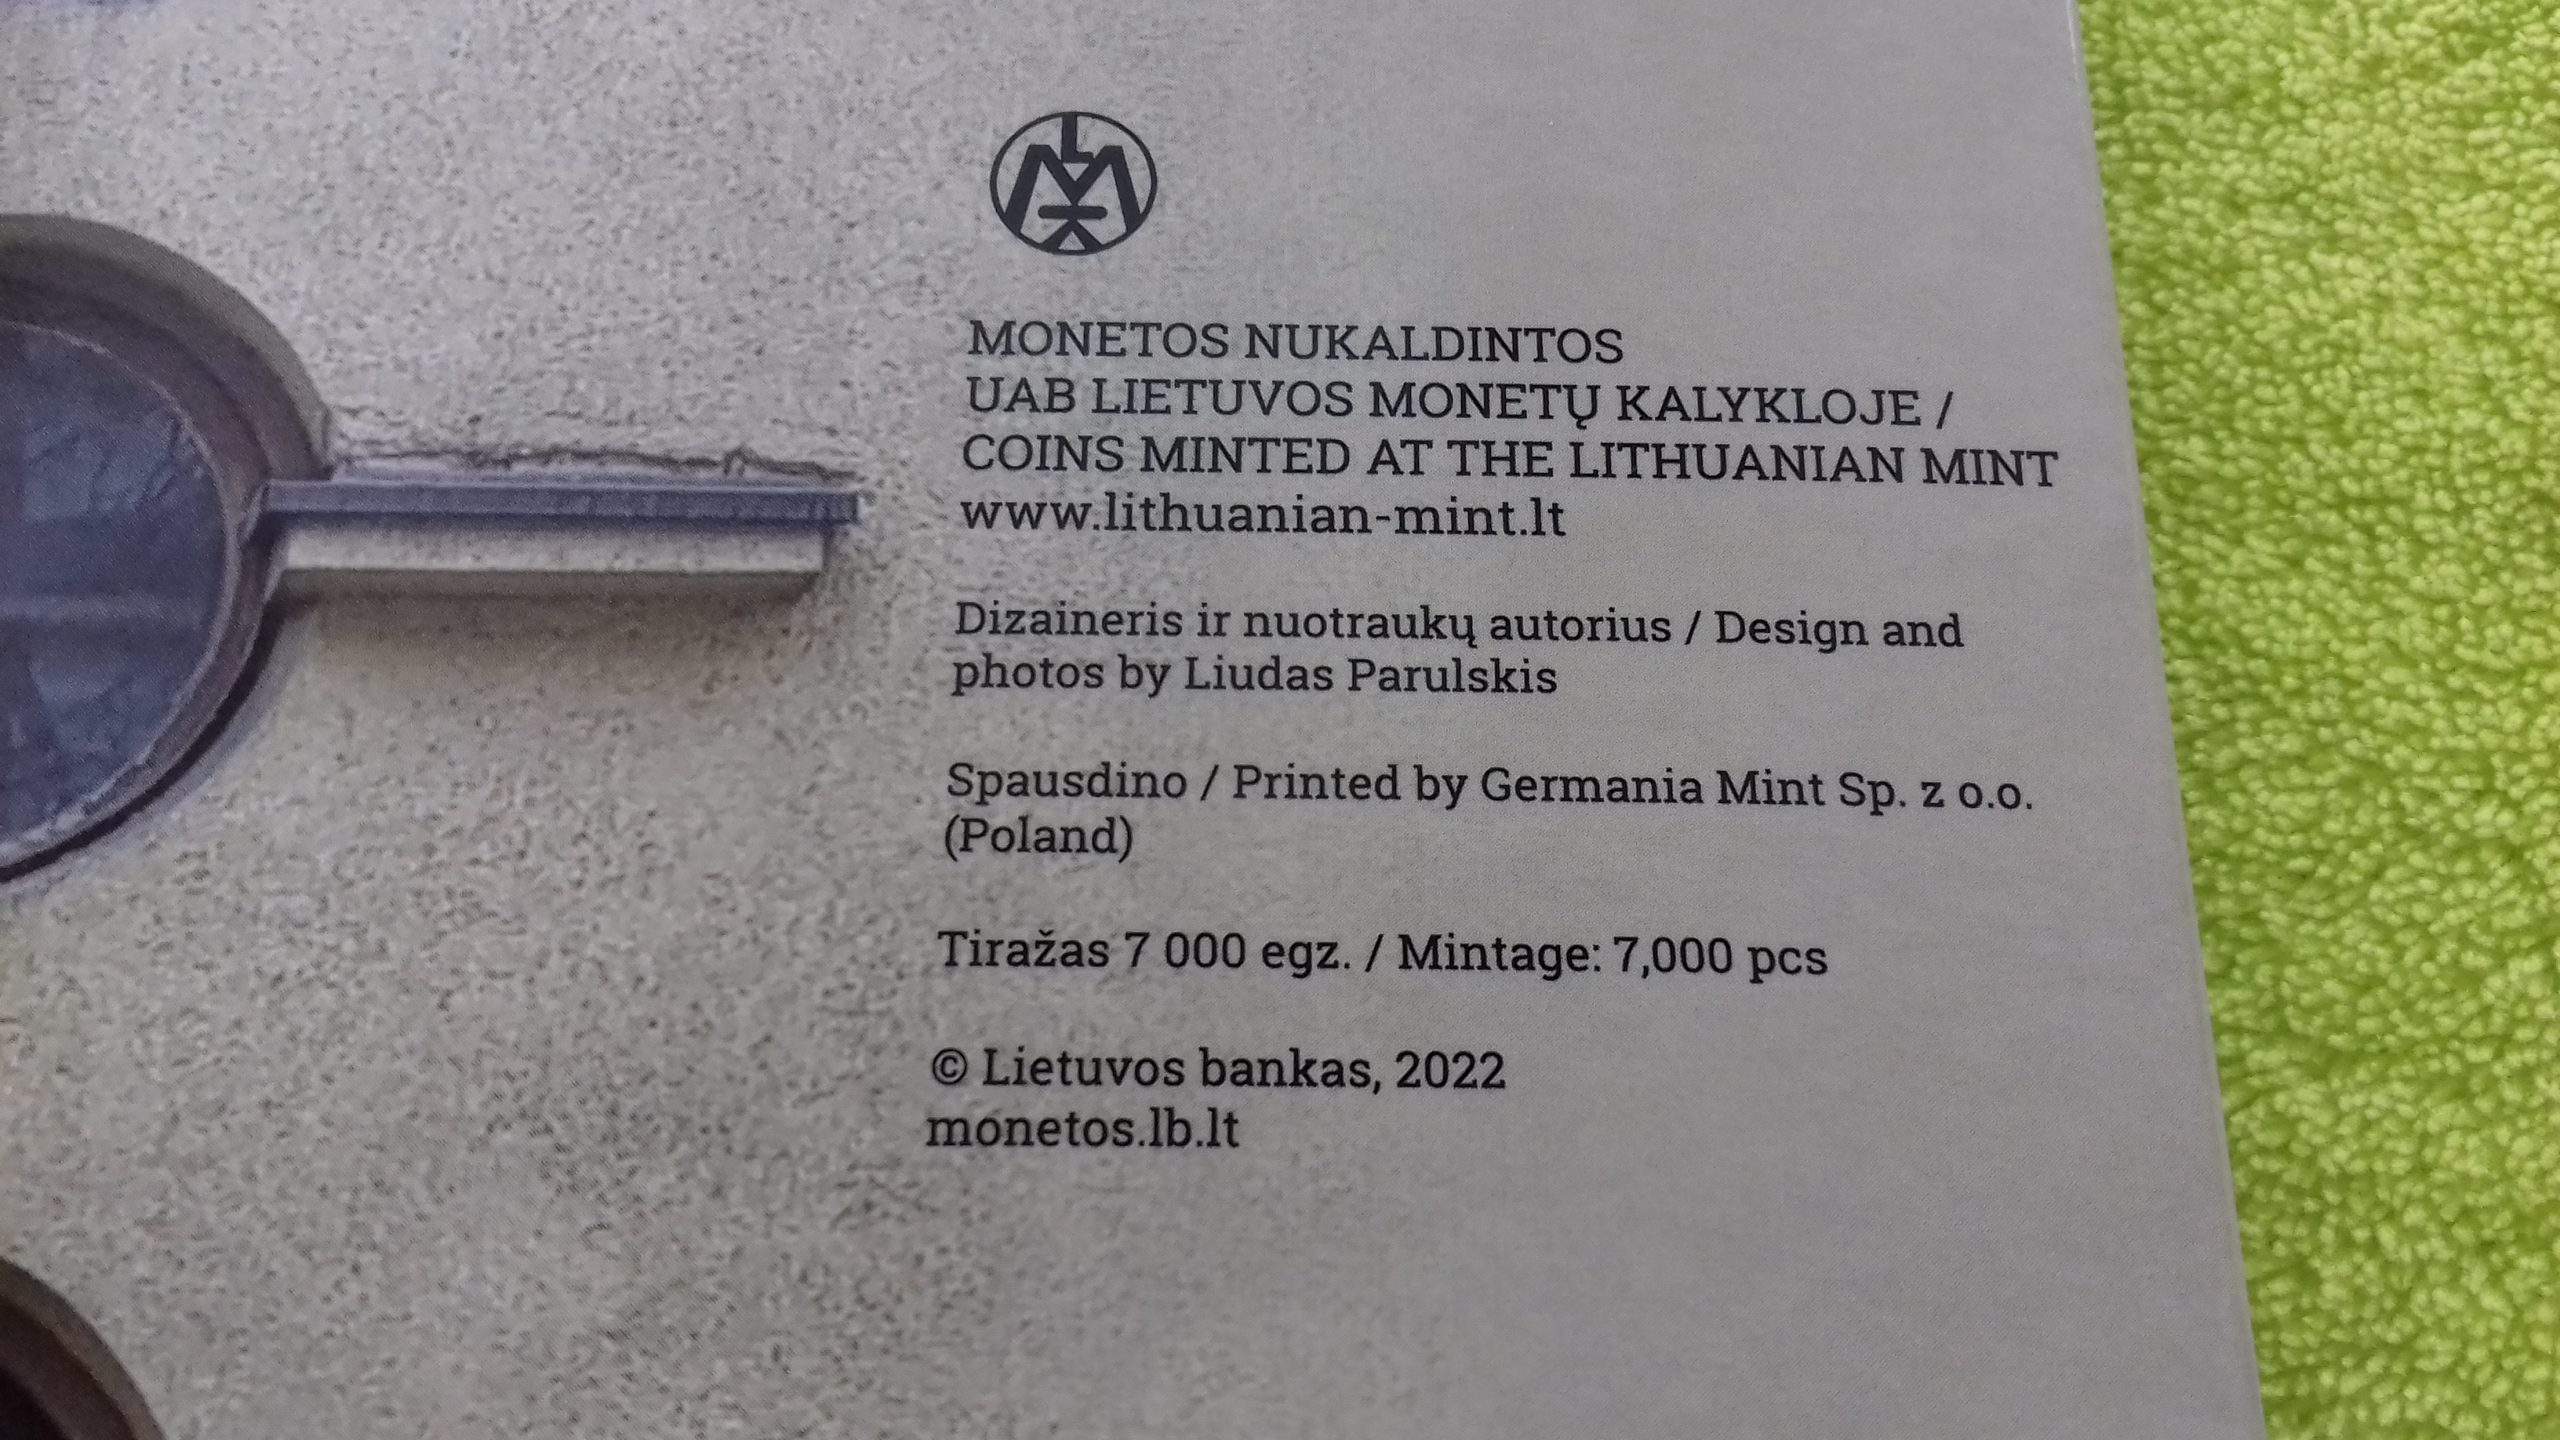 LMK
MONETOS NUKALDINTOS
UAB LIETUVOS MONETŲ KALYKLOJE /
COINS MINTED AT THE LITHUANIAN MINT
www.lithuanian-mint.lt
Dizaineris ir nuotraukų autorius / Design and
photos by Liudas Parulskis
Spausdino / Printed by Germania Mint Sp. z o.o.
(Poland)
Tiražas 7 000 egz. / Mintage: 7,000 pcs
© Lietuvos bankas, 2022
monetos.lb.lt